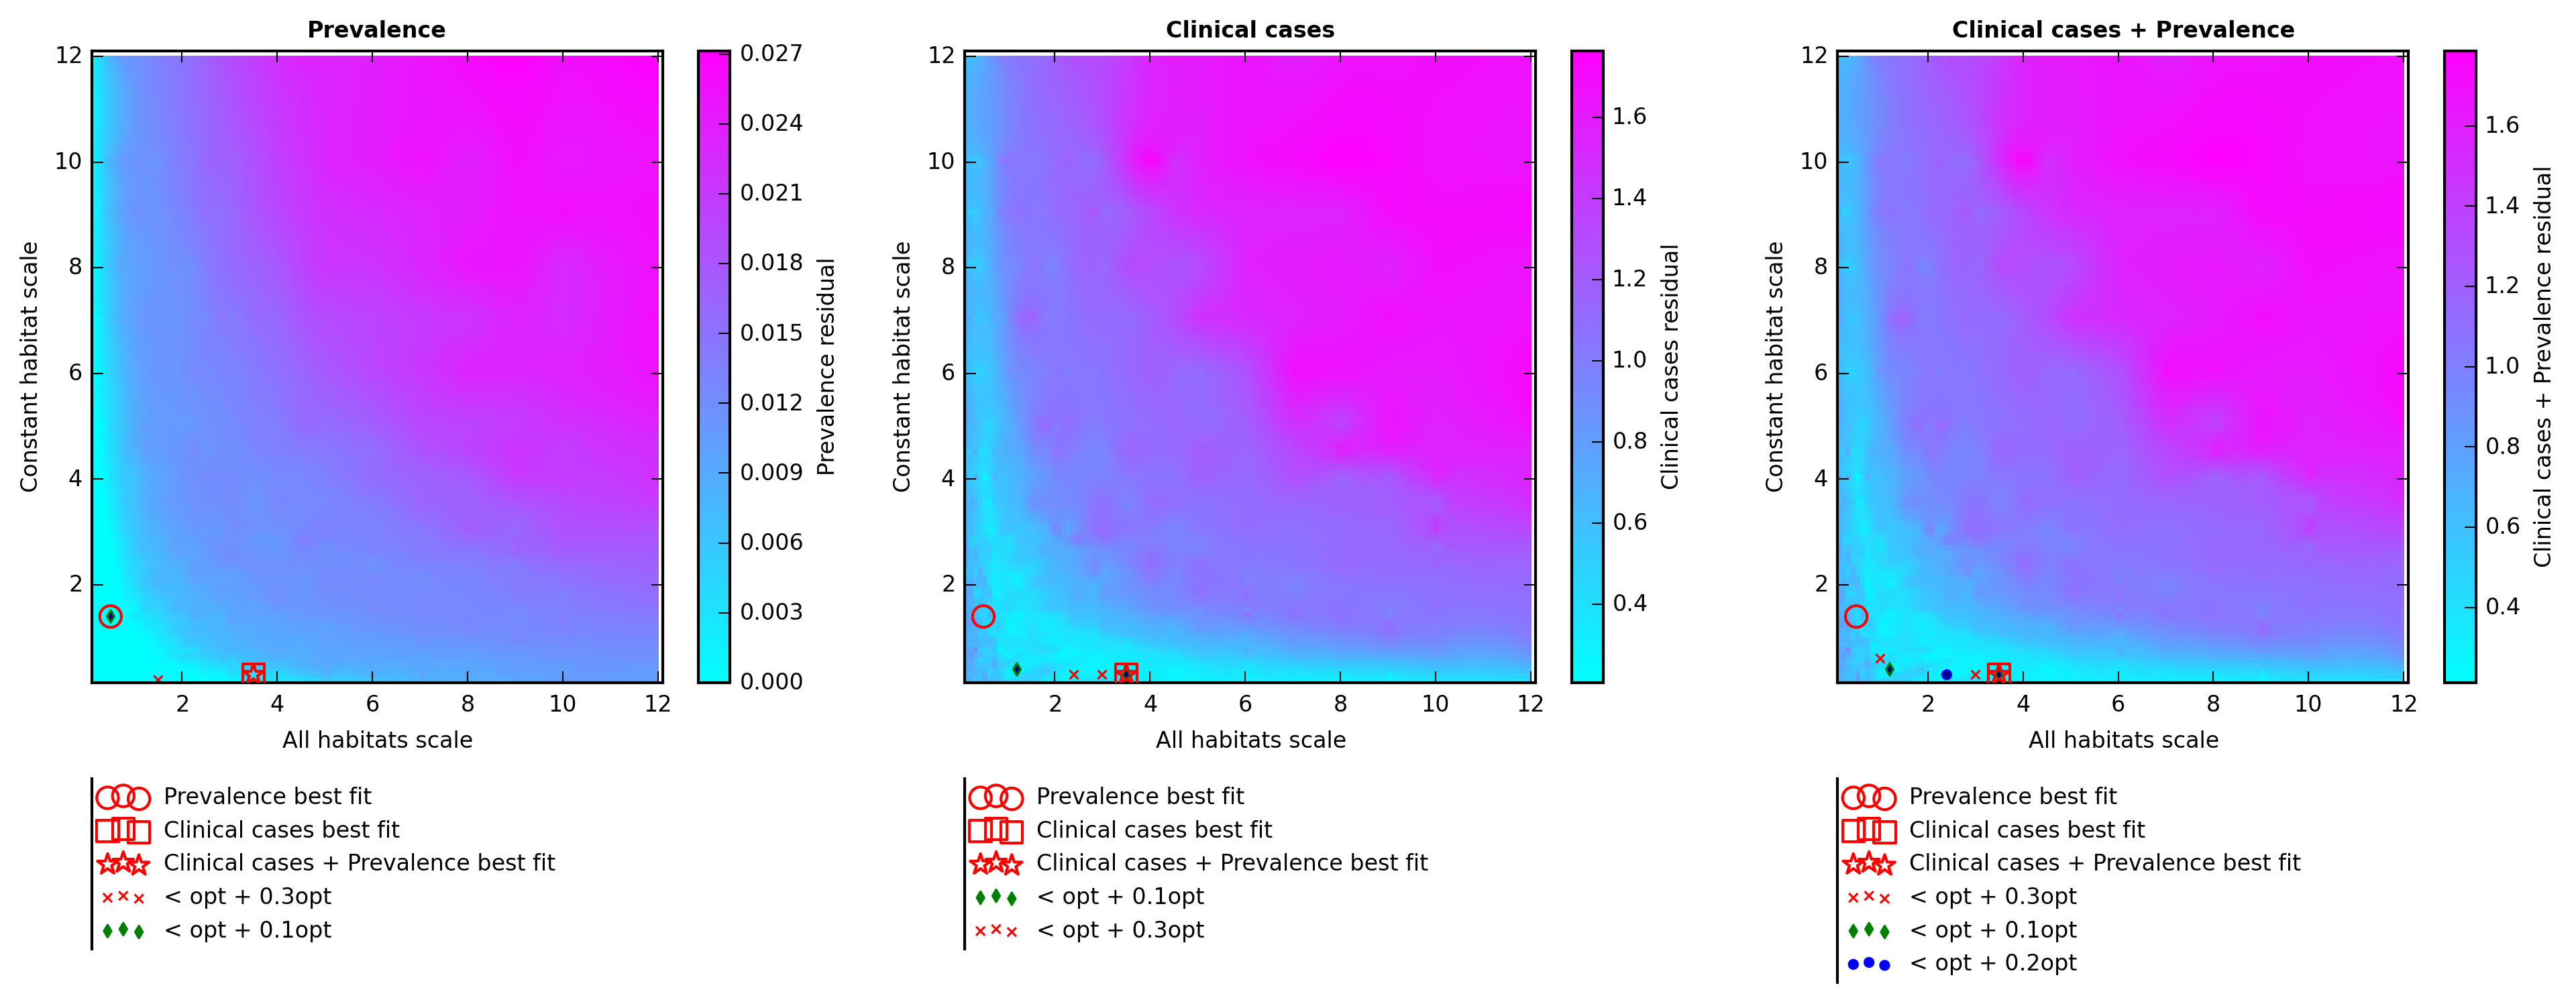 Prevalence
12
10
8
6
4
2
Constant habitat scale
2 4 6 8 10 12
All habitats scale
0.027
0.024
0.021
0.018
0.015
0.012
0.009
0.006
0.003
0.000
Prevalence residual
Prevalence best fit
Clinical cases best fit
Clinical cases + Prevalence best fit
< opt + 0.3opt
< opt + 0.1opt
Clinical cases
12
10
8
6
4
2
Constant habitat scale
2 4 6 8 10 12
All habitats scale
1.6
1.4
1.2
1.0
0.8
0.6
0.4
Clinical cases residual
Prevalence best fit
Clinical cases best fit
Clinical cases + Prevalence best fit
< opt + 0.1opt
< opt + 0.3opt
Clinical cases + Prevalence
12
10
8
6
4
2
Constant habitat scale
2 4 6 8 10 12
All habitats scale
1.6
1.4
1.2
1.0
0.8
0.6
0.4
Clinical cases + Prevalence residual
Prevalence best fit
Clinical cases best fit
Clinical cases + Prevalence best fit
< opt + 0.3opt
< opt + 0.1opt
< opt + 0.2opt